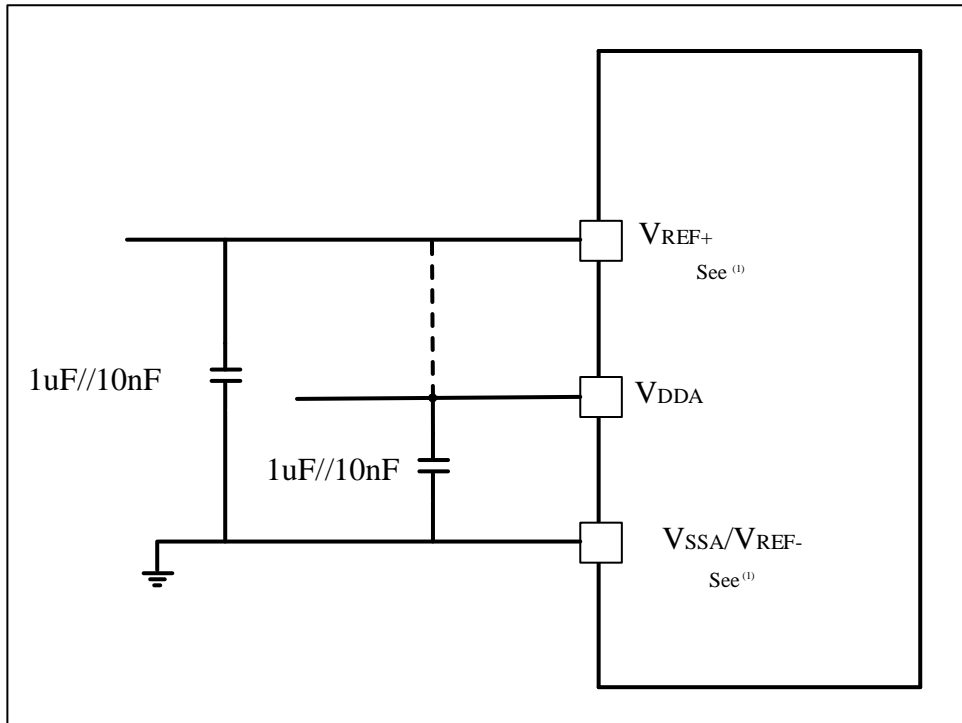 VREF+
See (1)
1uF//10nF
VDDA
1uF//10nF
VSSA/VREF-
See (1)